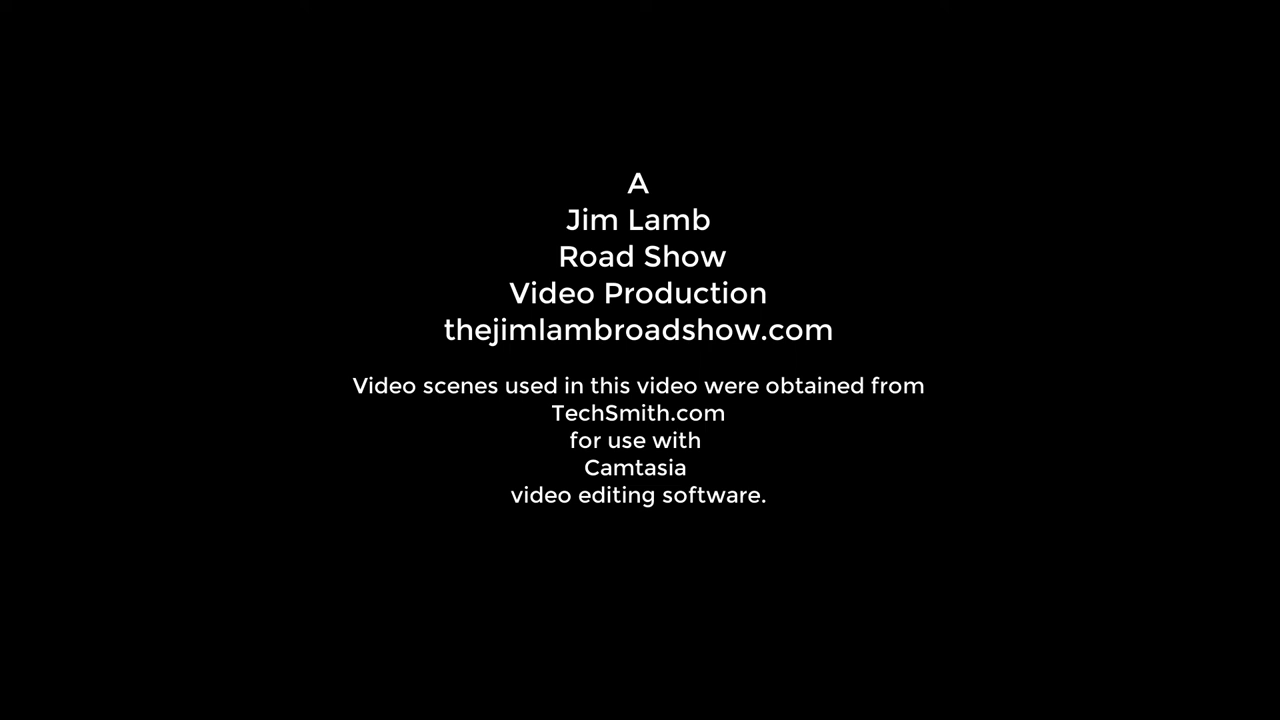 A
Jim Lamb
Road Show
Video Production
thejimlambroadshow.com
Video scenes used in this video were obtained from
TechSmith.com
for use with
Camtasia
video editing software.